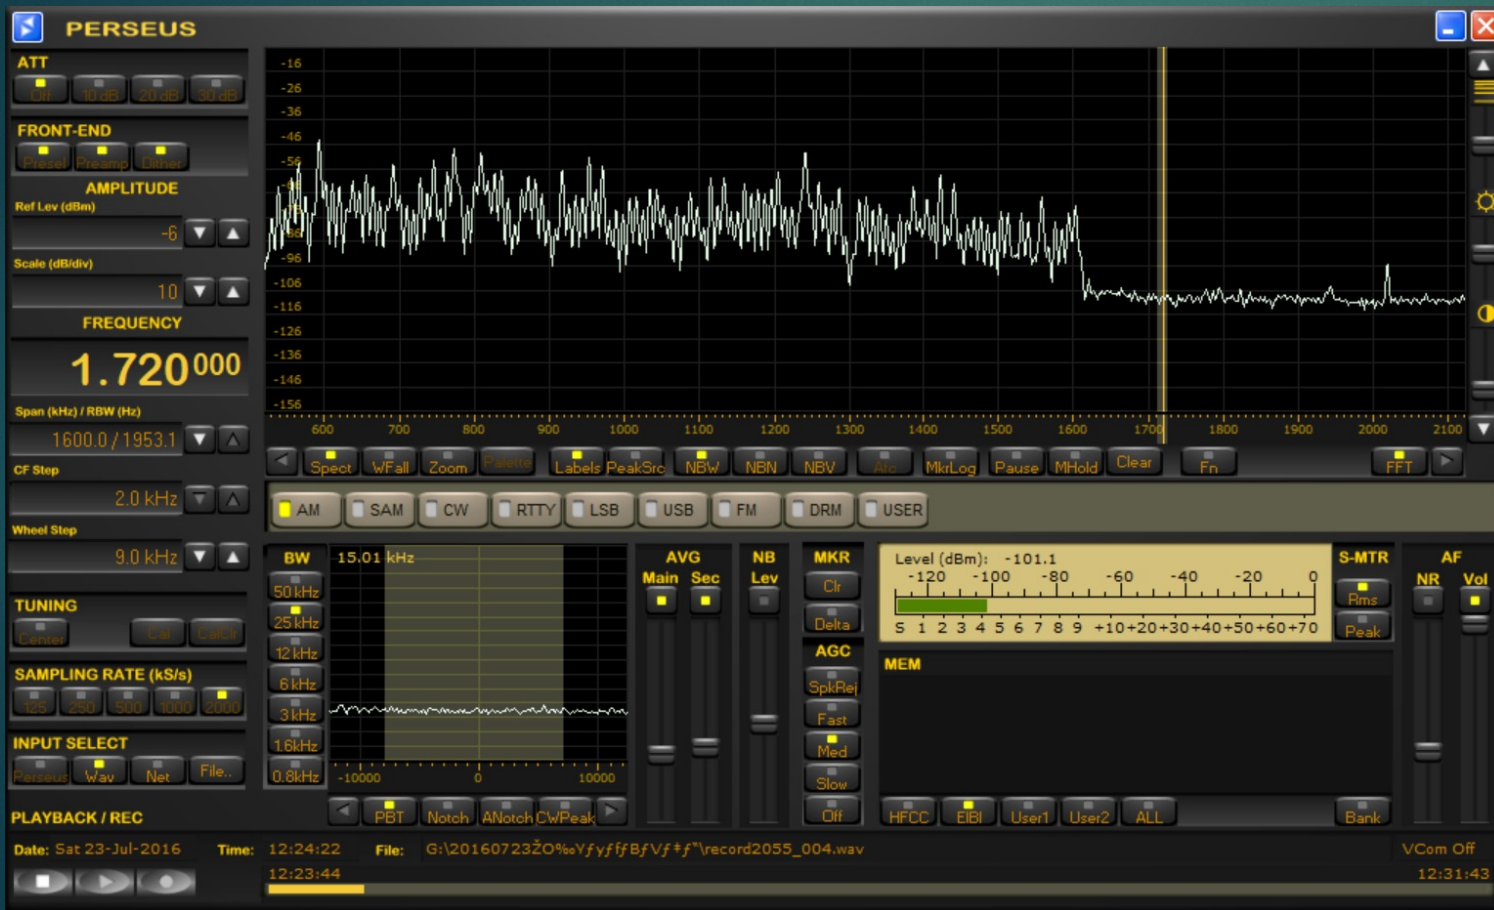 PERSEUS
ATT
Off 10 dB 20 dB 30 dB
FRONT-END
Presel Preamp Dither
AMPLITUDE
Ref Lev (dBm)
-6
Scale (dB/div)
10
FREQUENCY
1.720 000
Span (kHz) / RBW (Hz)
1600.0 / 1953.1
CF Step
2.0 kHz
Wheel Step
9.0 kHz
TUNING
Center Cal CalClr
SAMPLING RATE (kS/s)
125 250 500 1000 2000
INPUT SELECT
Perseus Wav Net File..
-16
-26
-36
-46
-56
-96
-106
-116
-126
-136
-146
-156
600 700 800 900 1000 1100 1200 1300 1400 1500 1600 1700 1800 1900 2000 2100
Spect WFall Zoom Palette Labels PeakSrc NBW NBN NBV MkrLog Pause MHold Clear Fn FFT
AM SAM CW RTTY LSB USB FM DRM USER
BW
50 kHz
25 kHz
12 kHz
6 kHz
3 kHz
1.6kHz
0.8kHz
15.01 kHz
-10000 0 10000
PBT Notch ANotch CWPeak
AVG
Main Sec
NB
Lev
MKR
Clr
Delta
AGC
SpkRej
Fast
Med
Slow
Off
Level (dBm): -101.1
-120 -100 -80 -60 -40 -20 0
S 1 2 3 4 5 6 7 8 9 +10+20+30+40+50+60+70
S-MTR
Rms
Peak
AF
NR Vol
MEM
HFCC EIBI User1 User2 ALL Bank
PLAYBACK / REC
Date: Sat 23-Jul-2016 Time: 12:24:22 File: G:\20160723ŽO‰YƒyƒfƒBƒVƒ‡ƒ“\record2055_004.wav VCom Off
12:23:44 12:31:43